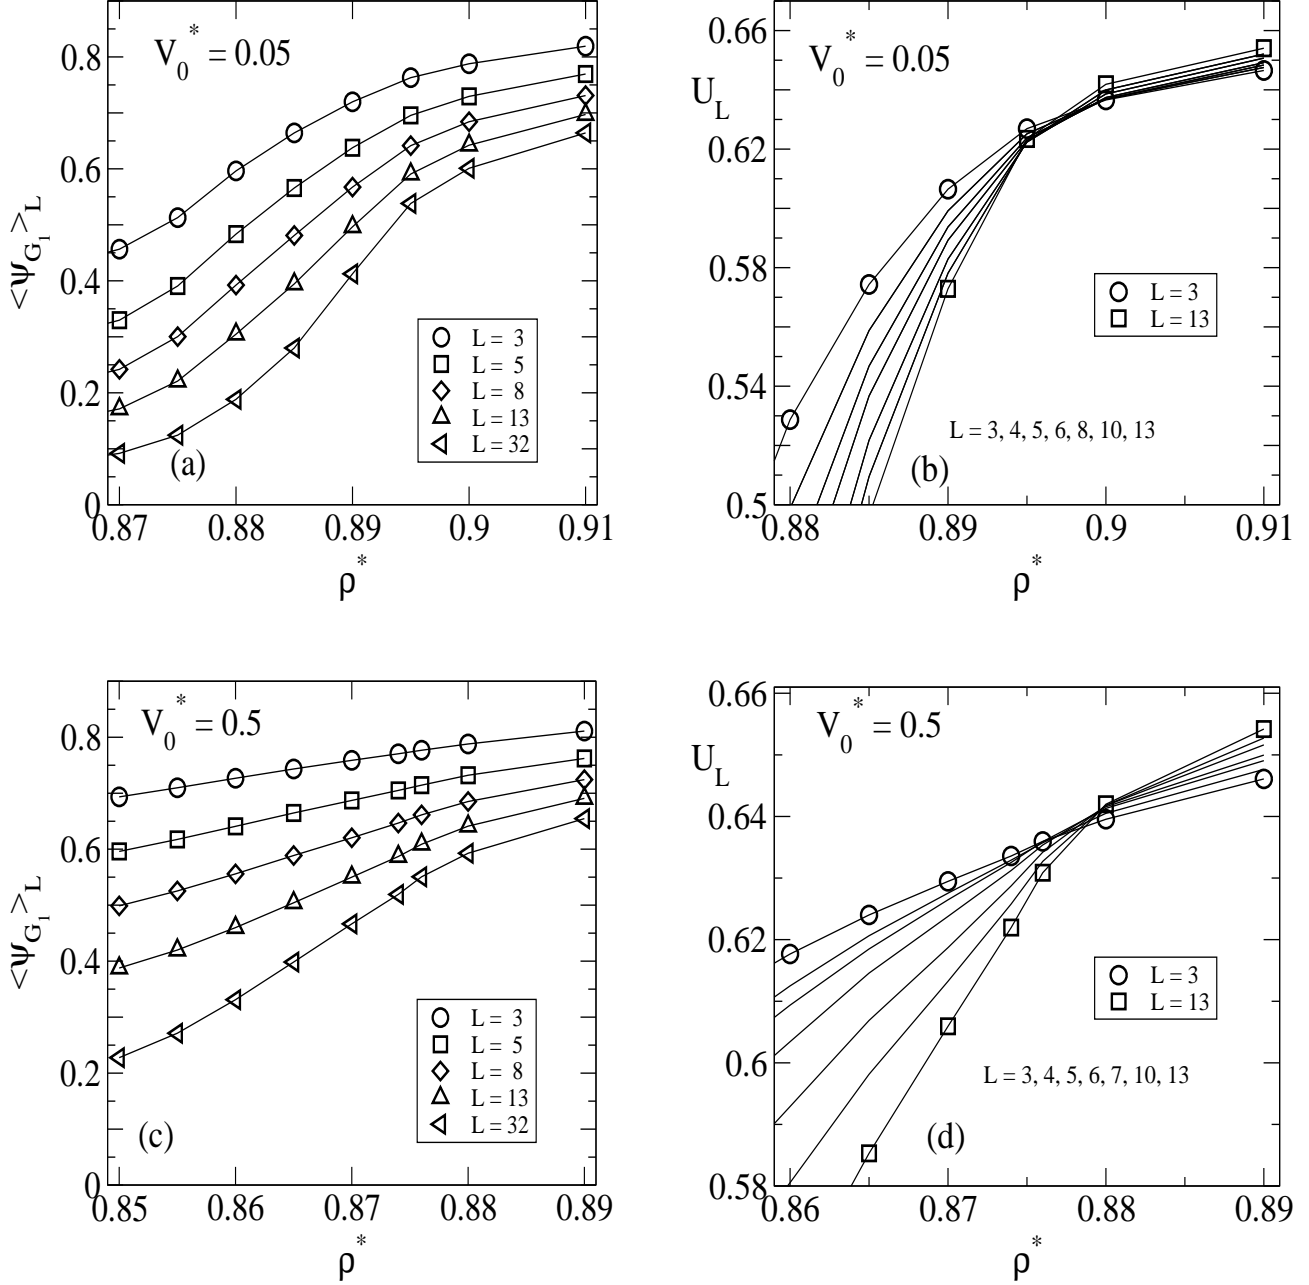 V₀* = 0.05
<ψ_G₁>_L
0.8
0.6
0.4
0.2
0
L = 3
L = 5
L = 8
L = 13
L = 32
(a)
0.87 0.88 0.89 0.9 0.91
ρ*
V₀* = 0.05
U_L
0.66
0.62
0.58
0.54
0.5
L = 3
L = 13
L = 3, 4, 5, 6, 8, 10, 13
(b)
0.88 0.89 0.9 0.91
ρ*
V₀* = 0.5
<ψ_G₁>_L
0.8
0.6
0.4
0.2
0
L = 3
L = 5
L = 8
L = 13
L = 32
(c)
0.85 0.86 0.87 0.88 0.89
ρ*
V₀* = 0.5
U_L
0.66
0.64
0.62
0.6
0.58
L = 3
L = 13
L = 3, 4, 5, 6, 7, 10, 13
(d)
0.86 0.87 0.88 0.89
ρ*